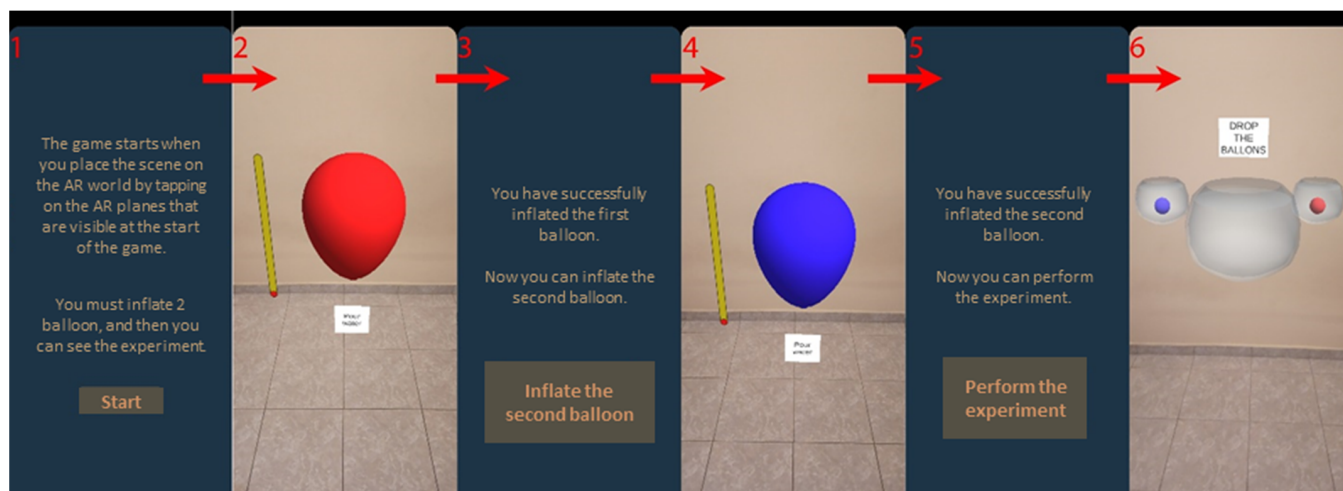 1
The game starts when
you place the scene on
the AR world by tapping
on the AR planes that
are visible at the start
of the game.
You must inflate 2
balloon, and then you
can see the experiment.
Start
2
Pour
water
3
You have successfully
inflated the first
balloon.
Now you can inflate the
second balloon.
Inflate the
second balloon
4
Pour
water
5
You have successfully
inflated the second
balloon.
Now you can perform
the experiment.
Perform the
experiment
6
DROP
THE
BALLONS